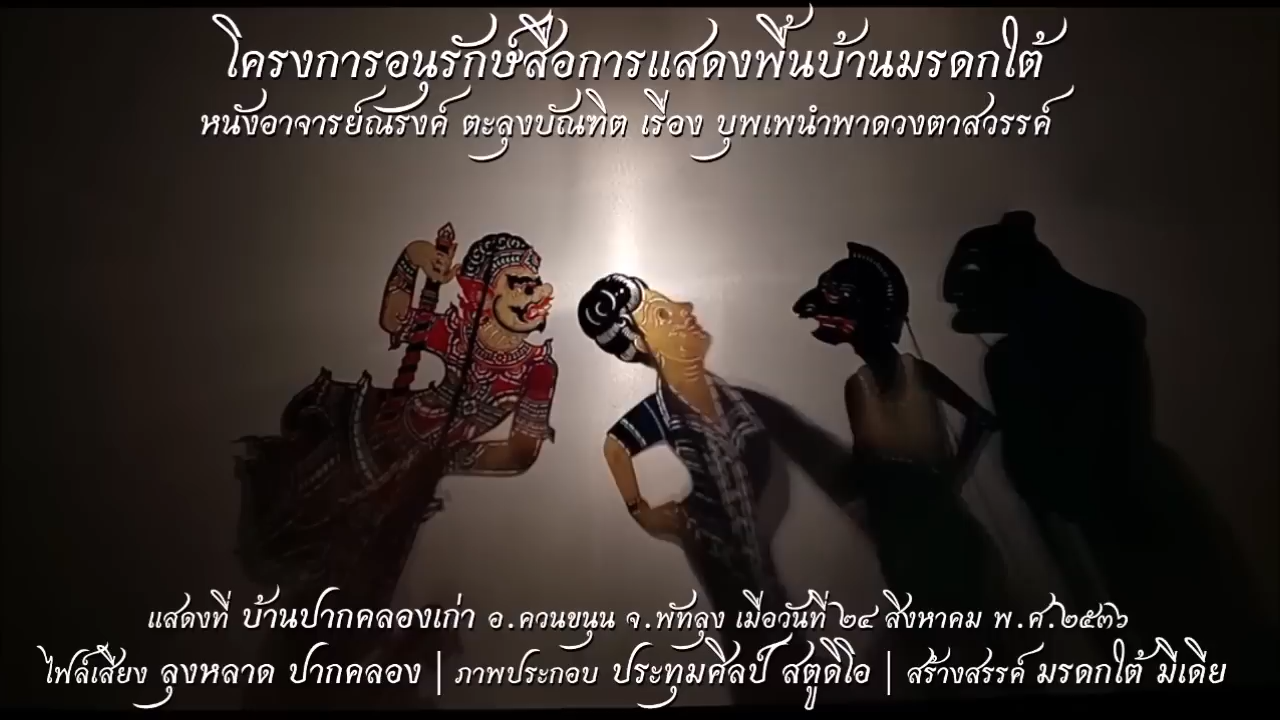 โครงการอนุรักษ์สื่อการแสดงพื้นบ้านมรดกใต้
หนังอาจารย์ณรงค์ ตะลุงบัณฑิต เรื่อง บุพเพนำพาดวงตาสวรรค์
แสดงที่ บ้านปากคลองเก่า อ.ควนขนุน จ.พัทลุง เมื่อวันที่ ๒๔ สิงหาคม พ.ศ.๒๕๓๖
ไฟล์เสียง ลุงหลาด ปากคลอง | ภาพประกอบ ประทุมศิลป์ สตูดิโอ | สร้างสรรค์ มรดกใต้ มีเดีย